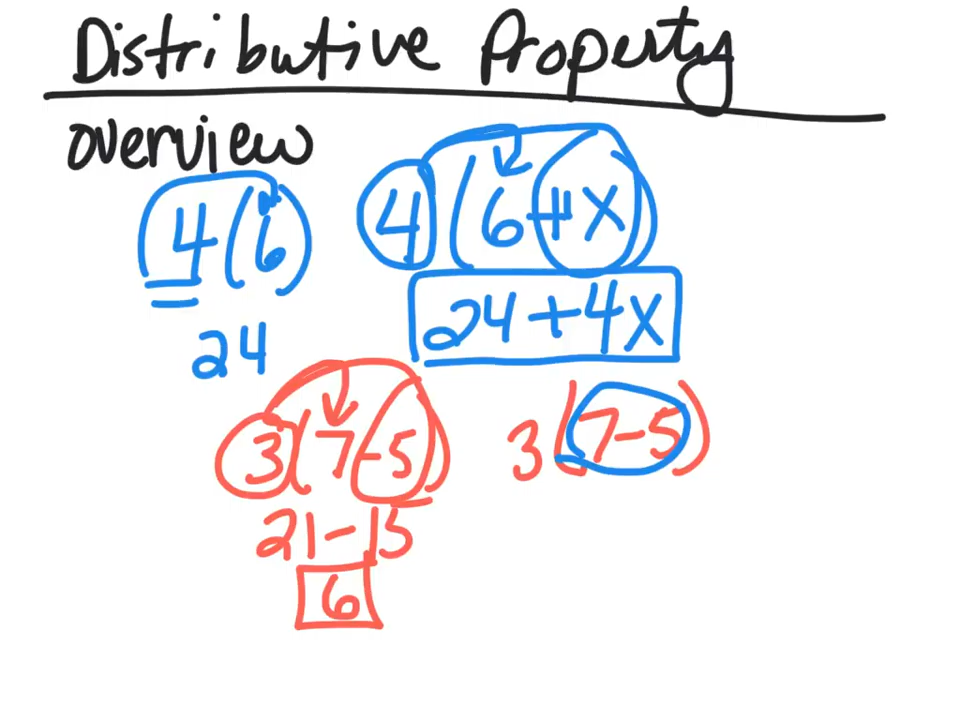 Distributive Property
overview
4(6)
24
4(6+x)
24+4x
3(7-5)
21-15
6
3(7-5)